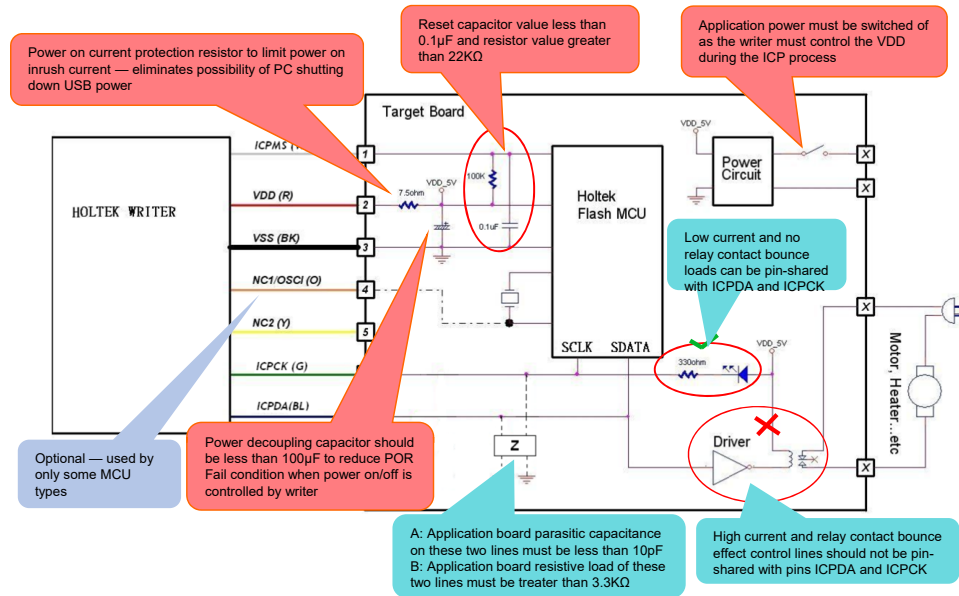 Power on current protection resistor to limit power on
inrush current — eliminates possibility of PC shutting
down USB power
Reset capacitor value less than
0.1µF and resistor value greater
than 22KΩ
Application power must be switched of
as the writer must control the VDD
during the ICP process
Target Board
HOLTEK WRITER
ICPMS (
1
VDD (R)
2
VSS (BK)
3
NC1/OSCI (O)
4
NC2 (Y)
5
ICPCK (G)
ICPDA(BL)
7.5ohm
VDD_5V
100K
0.1uF
Holtek
Flash MCU
SCLK SDATA
VDD_5V
Power
Circuit
X
X
Low current and no
relay contact bounce
loads can be pin-shared
with ICPDA and ICPCK
X
330ohm
VDD_5V
Motor, Heater...etc
Driver
X
Z
Optional — used by
only some MCU
types
Power decoupling capacitor should
be less than 100µF to reduce POR
Fail condition when power on/off is
controlled by writer
A: Application board parasitic capacitance
on these two lines must be less than 10pF
B: Application board resistive load of these
two lines must be treater than 3.3KΩ
High current and relay contact bounce
effect control lines should not be pin-
shared with pins ICPDA and ICPCK